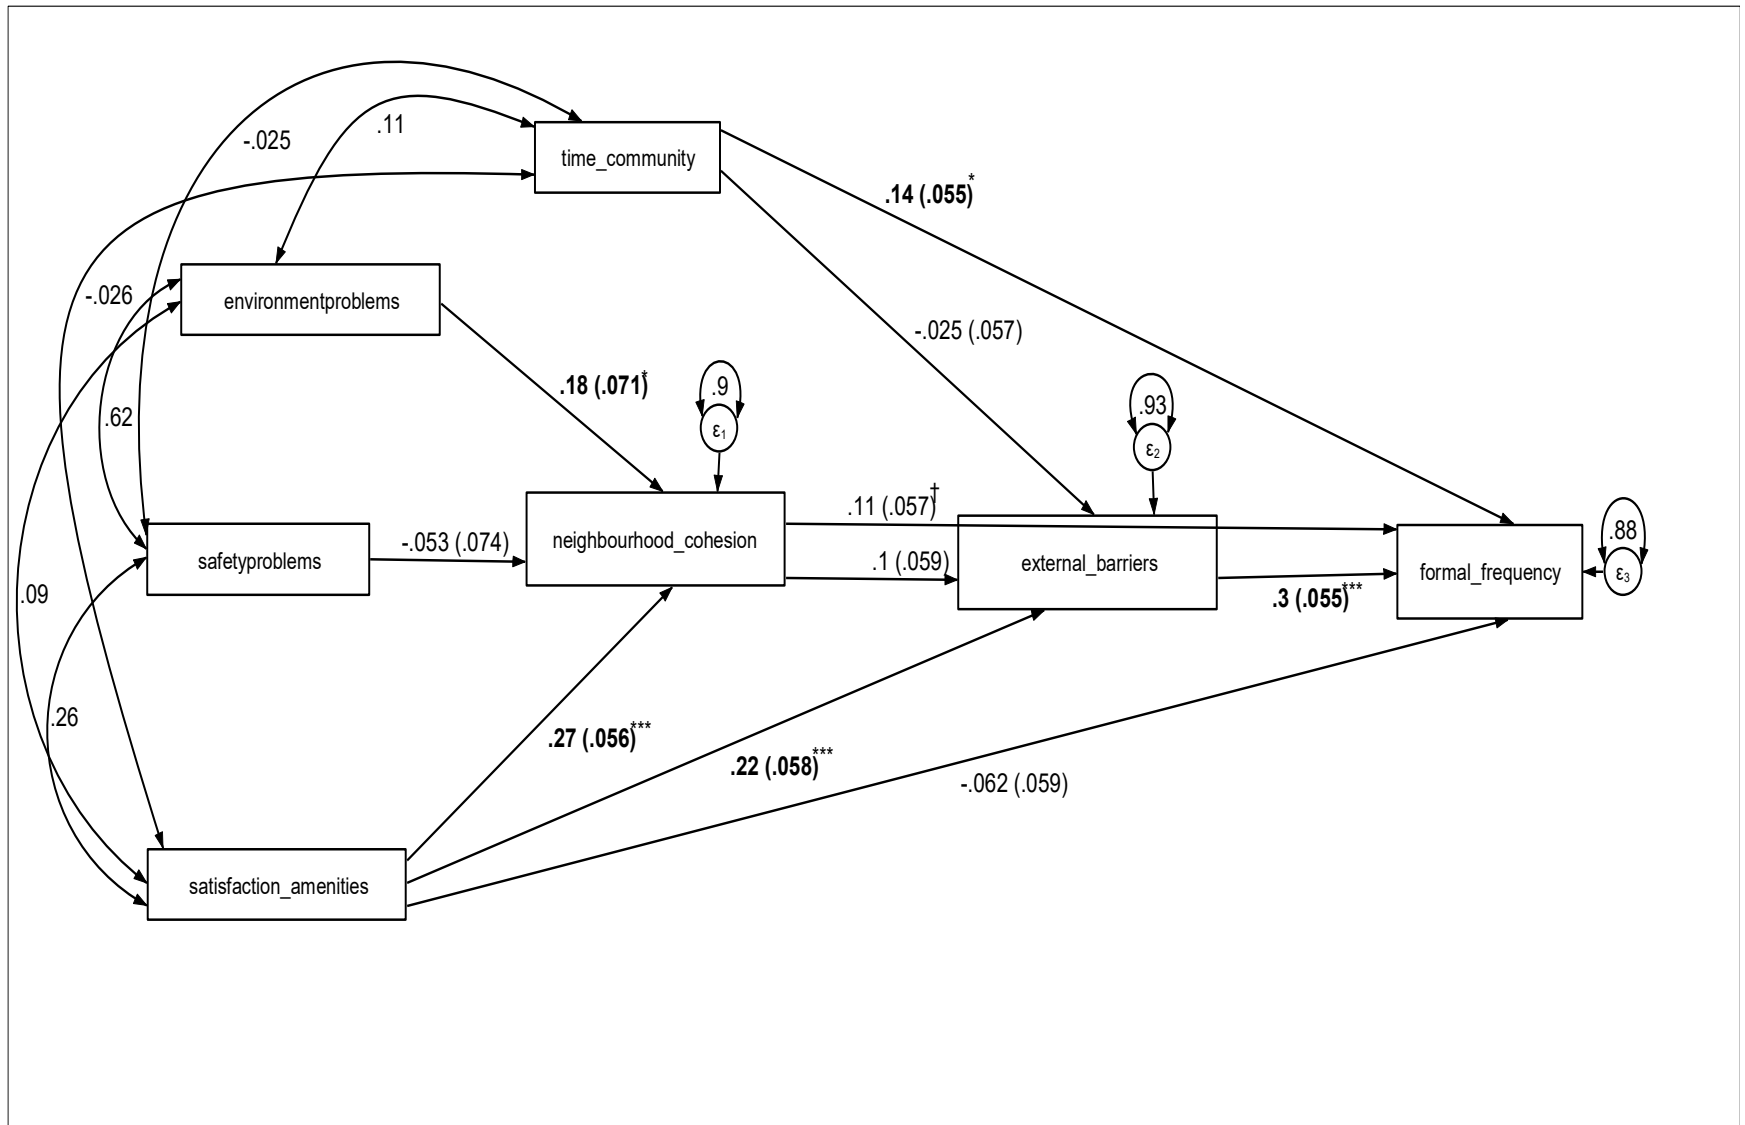 -.025
.11
time_community
.14 (.055)*
-.026
environmentproblems
-.025 (.057)
.18 (.071)*
.9
ε1
.93
ε2
.62
safetyproblems
-.053 (.074)
neighbourhood_cohesion
.11 (.057)†
.1 (.059)
external_barriers
.3 (.055)***
formal_frequency
.88
ε3
.09
.26
.27 (.056)***
.22 (.058)***
-.062 (.059)
satisfaction_amenities